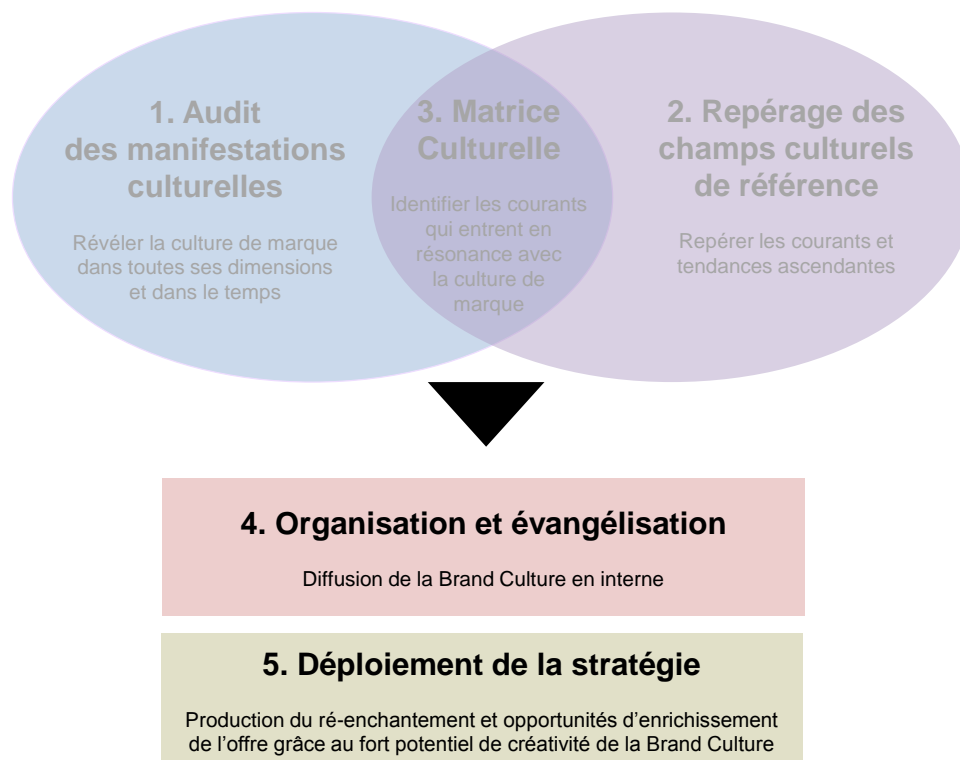 1. Audit
des manifestations
culturelles
Révéler la culture de marque
dans toutes ses dimensions
et dans le temps
3. Matrice
Culturelle
Identifier les courants
qui entrent en
résonance avec
la culture de
marque
2. Repérage des
champs culturels
de référence
Repérer les courants et
tendances ascendantes
4. Organisation et évangélisation
Diffusion de la Brand Culture en interne
5. Déploiement de la stratégie
Production du ré-enchantement et opportunités d’enrichissement
de l’offre grâce au fort potentiel de créativité de la Brand Culture